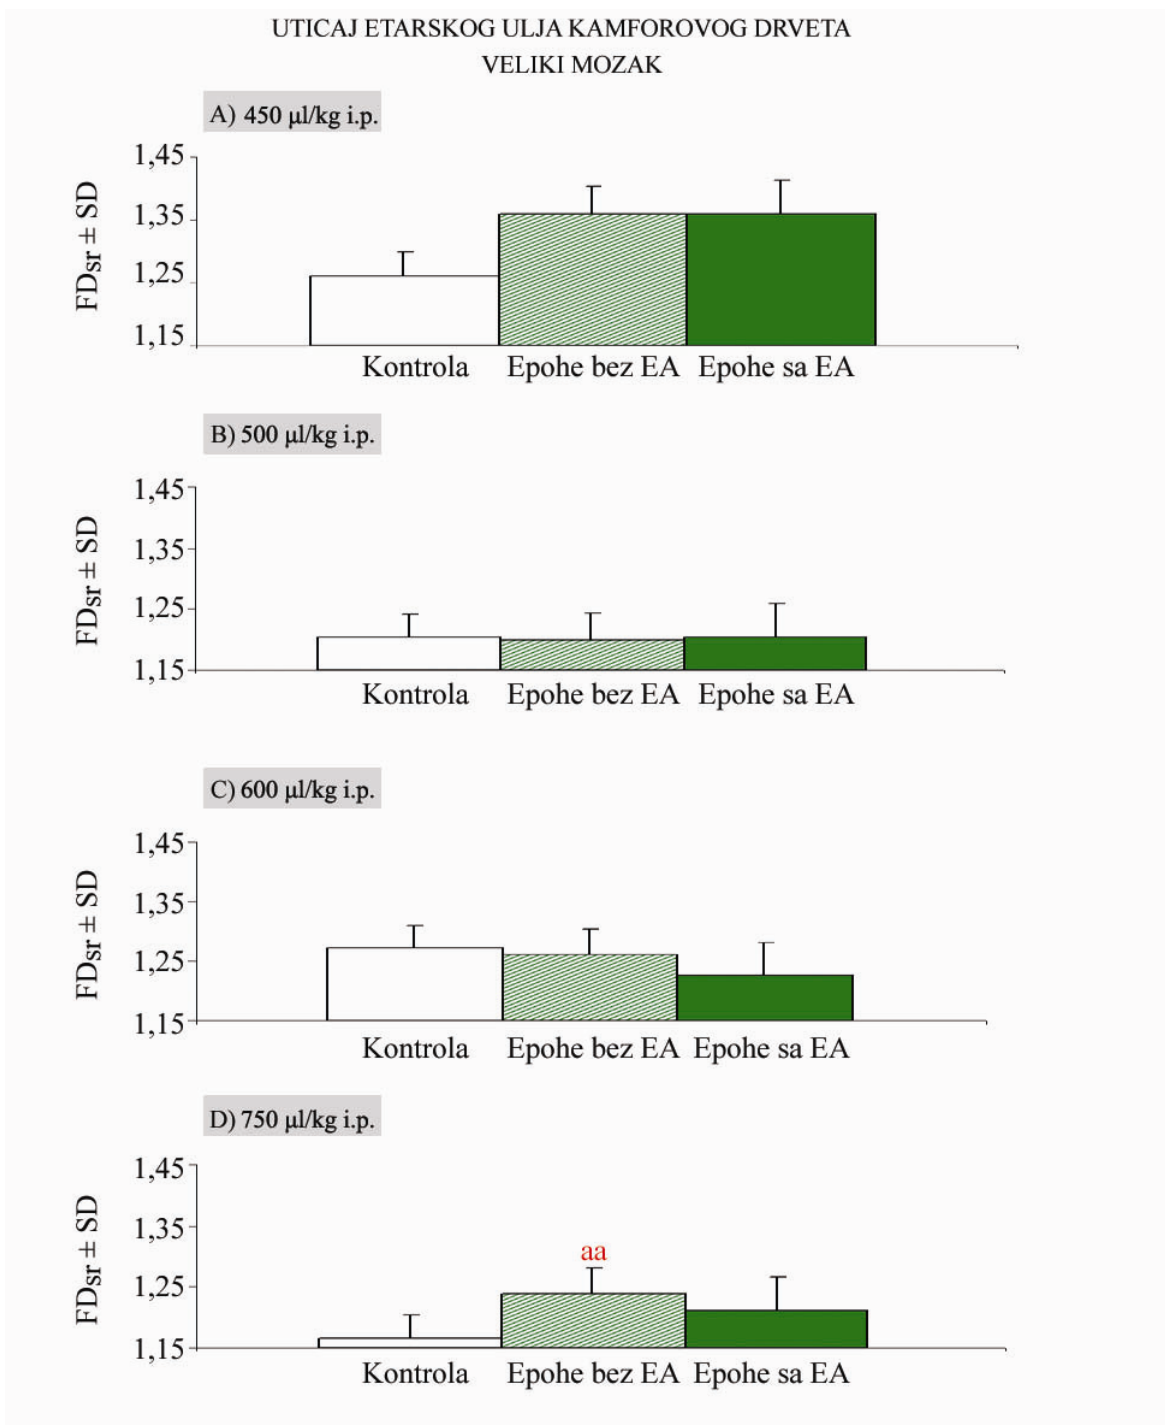 UTICAJ ETARSKOG ULJA KAMFOROVOG DRVETA
VELIKI MOZAK
A) 450 µl/kg i.p.
FDsr ± SD
1,45
1,35
1,25
1,15
Kontrola Epohe bez EA Epohe sa EA
B) 500 µl/kg i.p.
FDsr ± SD
1,45
1,35
1,25
1,15
Kontrola Epohe bez EA Epohe sa EA
C) 600 µl/kg i.p.
FDsr ± SD
1,45
1,35
1,25
1,15
Kontrola Epohe bez EA Epohe sa EA
D) 750 µl/kg i.p.
FDsr ± SD
1,45
1,35
1,25
1,15
aa
Kontrola Epohe bez EA Epohe sa EA